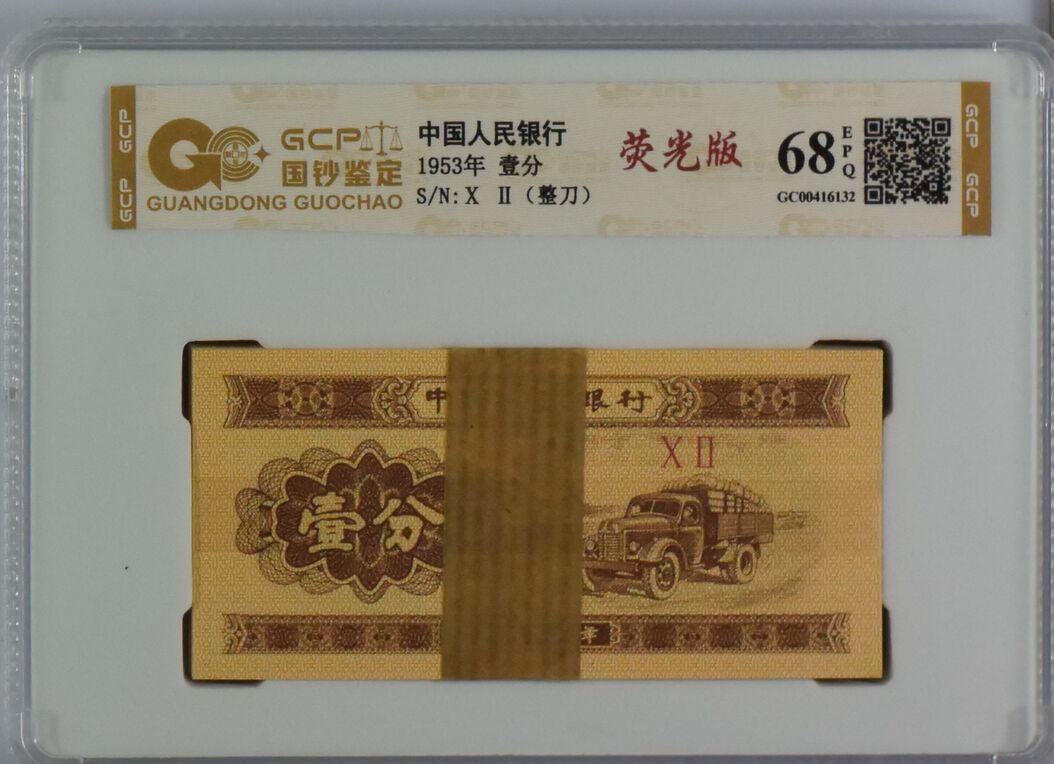 GCP
国钞鉴定
GUANGDONG GUOCHAO
中国人民银行
1953年 壹分
S/N: X Ⅱ (整刀)
荧光版
68
EPQ
GC00416132
GCP
GCP
GCP
GCP
中
银行
X Ⅱ
壹分
年